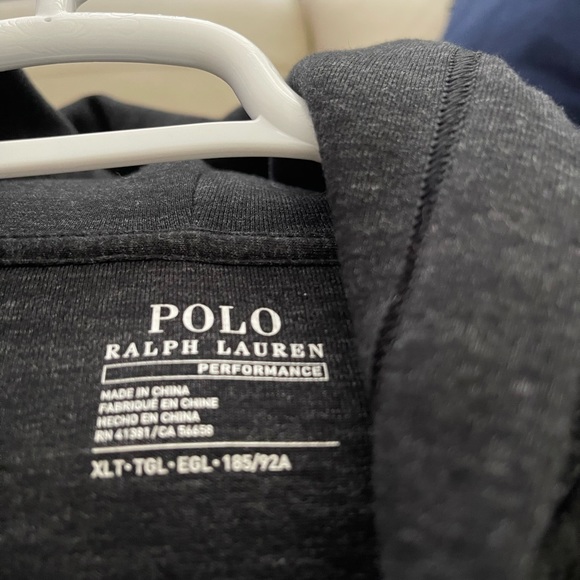 POLO
RALPH LAUREN
PERFORMANCE
MADE IN CHINA
FABRIQUÉ EN CHINE
HECHO EN CHINA
RN 41381/CA 56658
XLT•TGL•EGL•185/92A